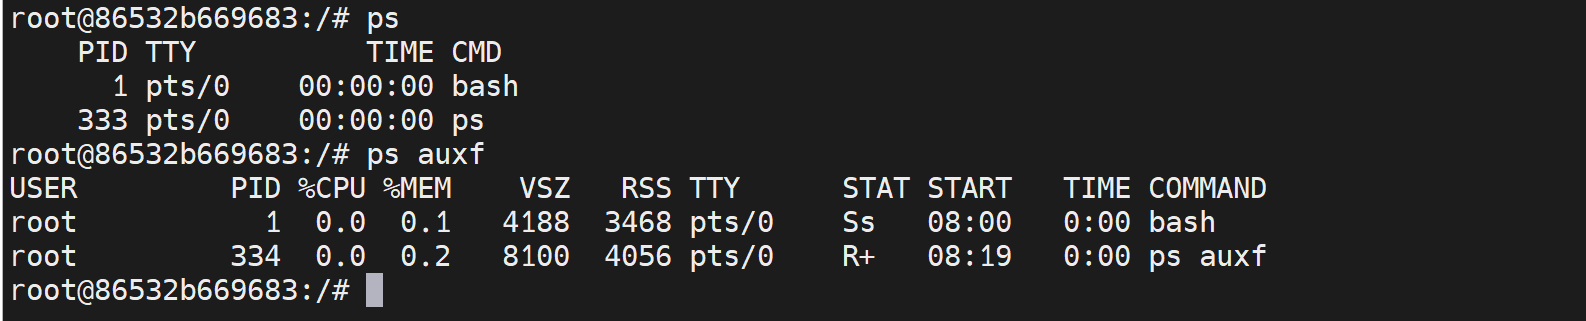 root@86532b669683:/# ps
    PID TTY          TIME CMD
      1 pts/0    00:00:00 bash
    333 pts/0    00:00:00 ps
root@86532b669683:/# ps auxf
USER         PID %CPU %MEM    VSZ   RSS TTY      STAT START   TIME COMMAND
root           1  0.0  0.1   4188  3468 pts/0    Ss   08:00   0:00 bash
root         334  0.0  0.2   8100  4056 pts/0    R+   08:19   0:00 ps auxf
root@86532b669683:/#